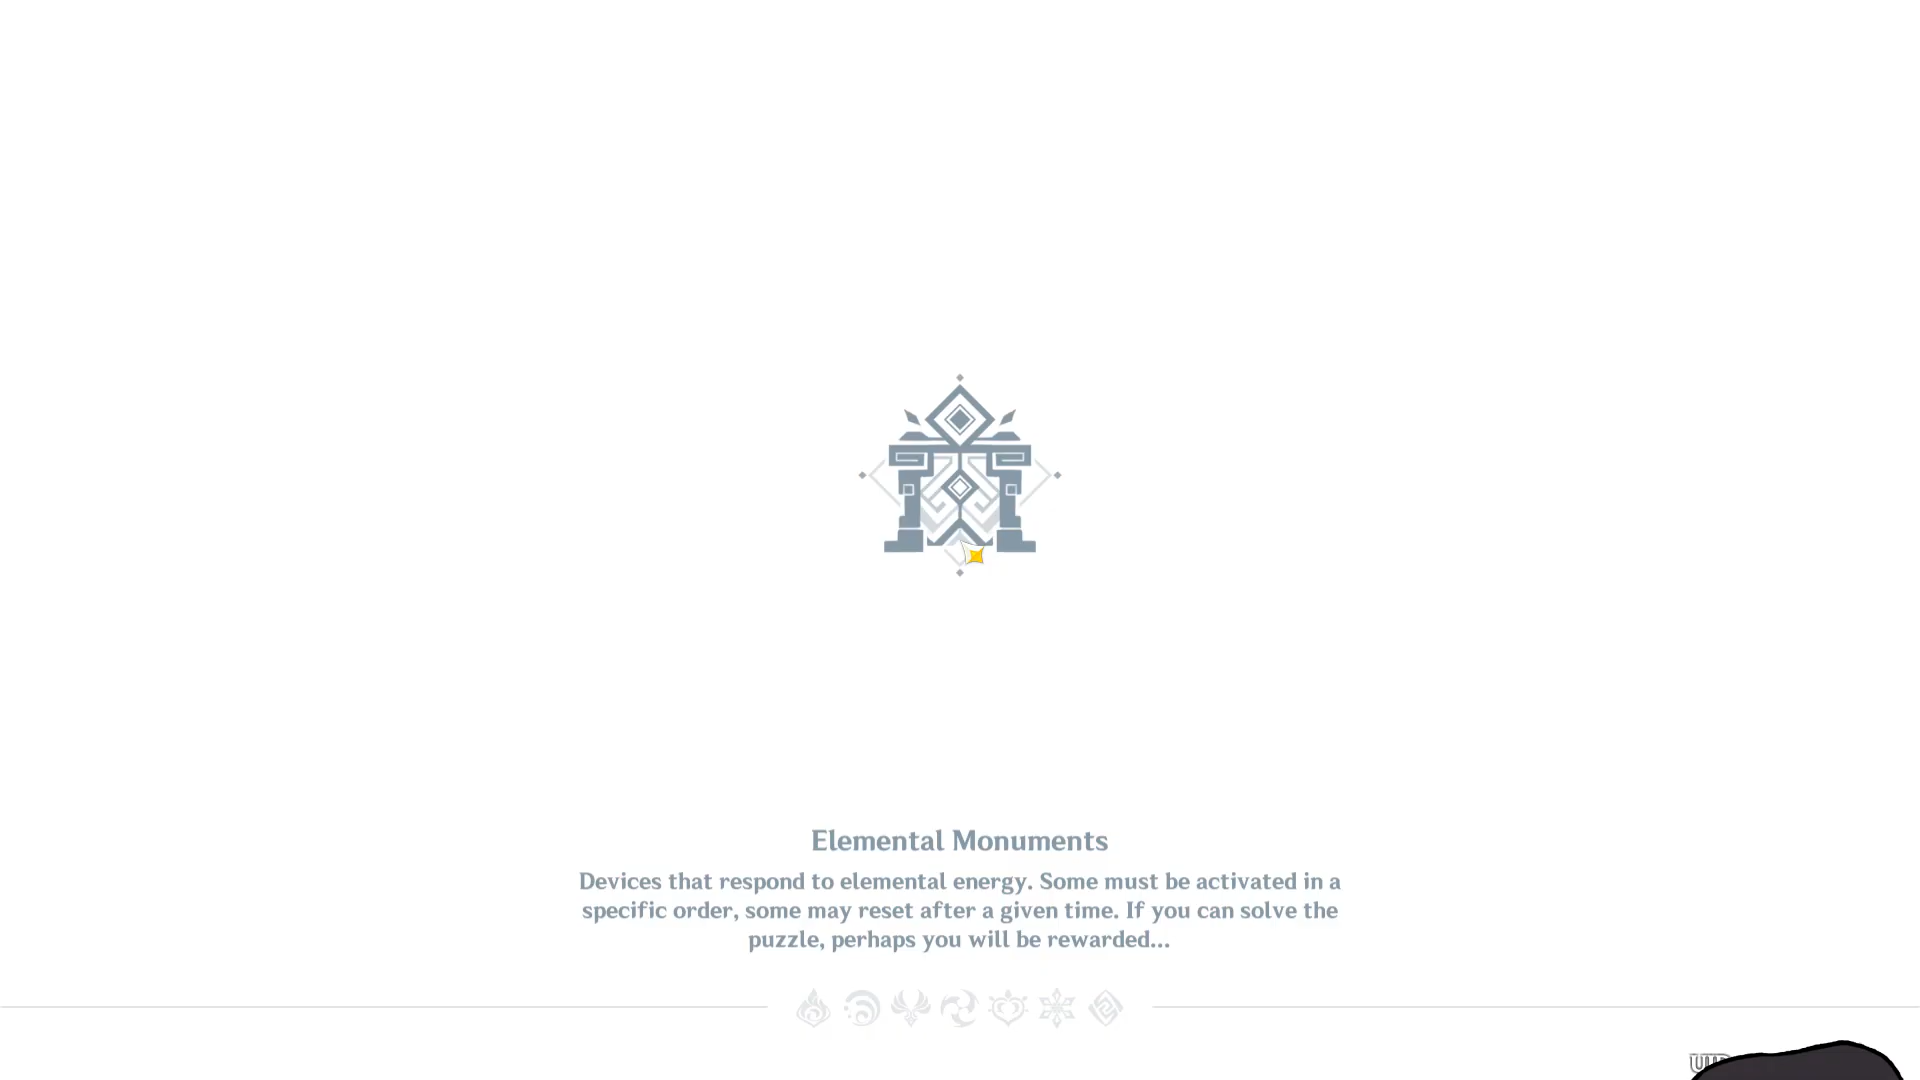 Elemental Monuments
Devices that respond to elemental energy. Some must be activated in a
specific order, some may reset after a given time. If you can solve the
puzzle, perhaps you will be rewarded...